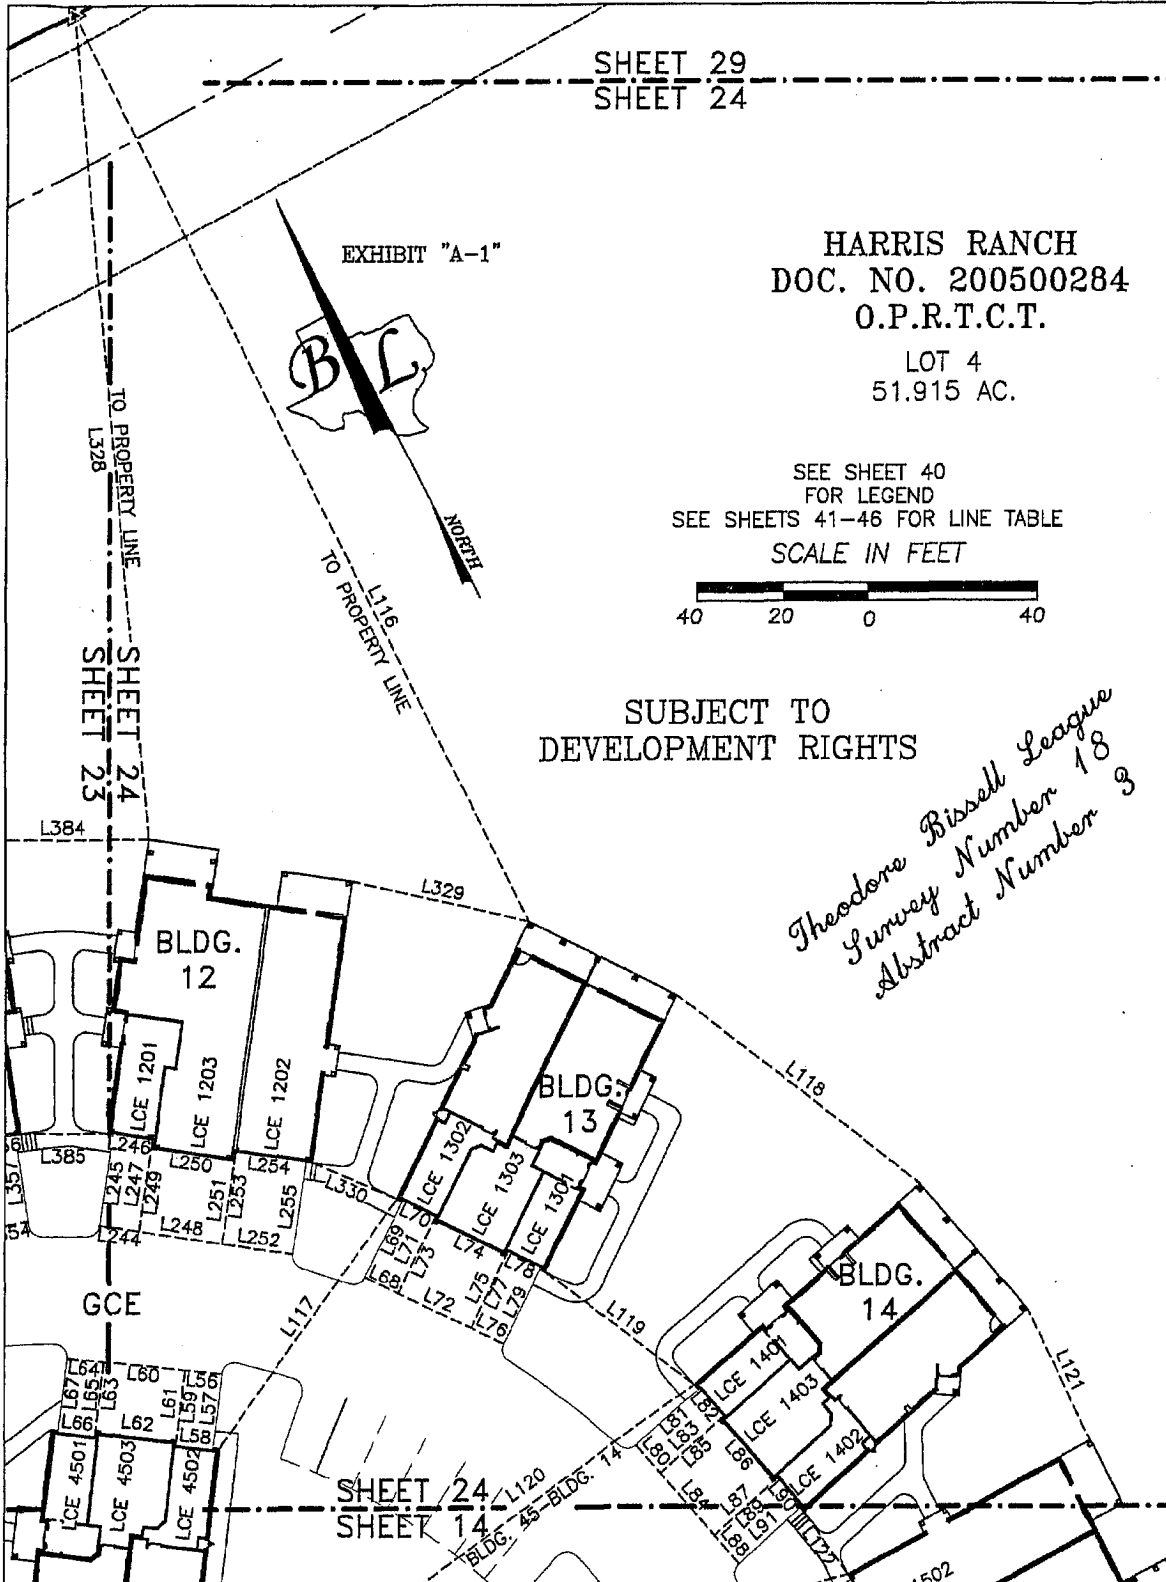 SHEET 29
SHEET 24
EXHIBIT "A-1"
HARRIS RANCH
DOC. NO. 200500284
O.P.R.T.C.T.
LOT 4
51.915 AC.
B L
NORTH
SEE SHEET 40
FOR LEGEND
SEE SHEETS 41-46 FOR LINE TABLE
SCALE IN FEET
40 20 0 40
TO PROPERTY LINE
L328
L116
TO PROPERTY LINE
SHEET 24
SHEET 23
SUBJECT TO
DEVELOPMENT RIGHTS
Theodore Bissell League
Survey Number 18
Abstract Number 3
L384
L329
BLDG.
12
LCE 1201
LCE 1203
LCE 1202
BLDG.
13
LCE 1302
LCE 1303
LCE 1301
L118
L385
L246
L250
L254
L330
L357
L245
L247
L249
L251
L253
L255
L244
L248
L252
L70
L74
L78
L69
L71
L73
L75
L77
L79
L68
L72
L76
GCE
L117
L119
BLDG.
14
LCE 1401
LCE 1403
LCE 1402
L121
L64
L60
L56
L67
L65
L63
L61
L59
L57
L66
L62
L58
LCE 4501
LCE 4503
LCE 4502
L81
L82
L83
L85
L80
L86
L84
L87
L89
L90
L91
L88
L122
L120
BLDG. 45-BLDG. 14
SHEET 24
SHEET 14